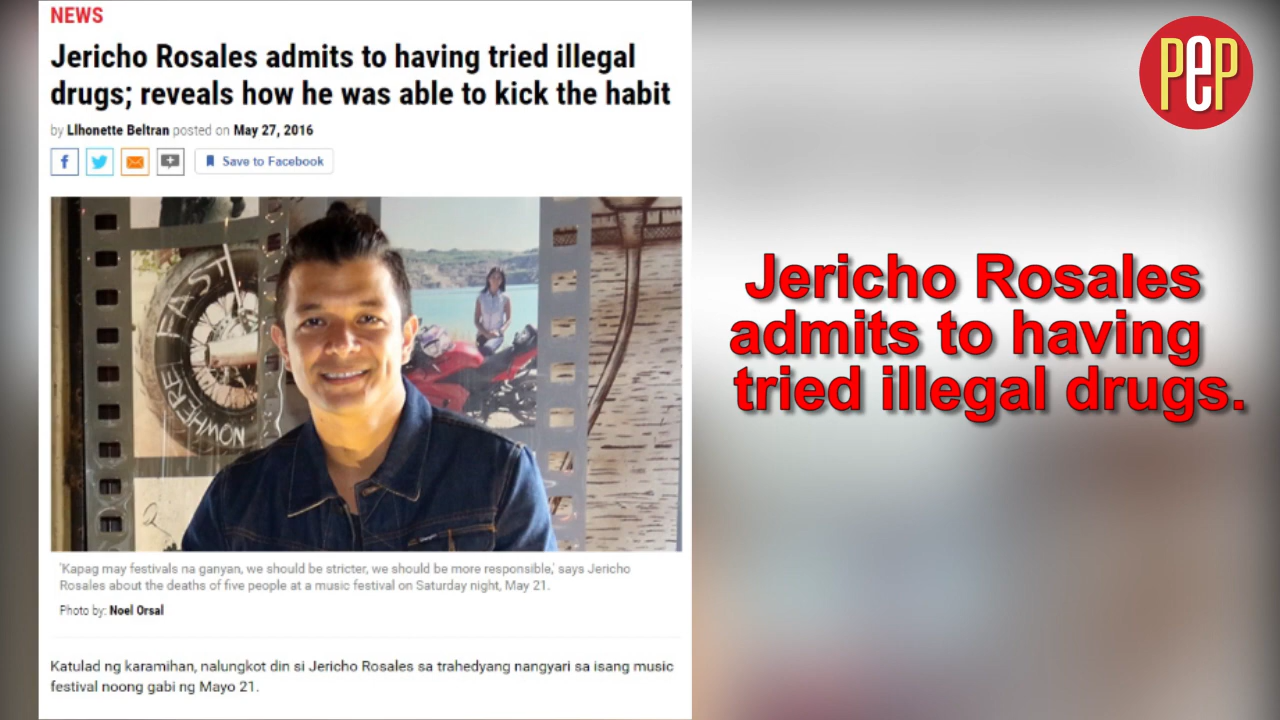 NEWS
Jericho Rosales admits to having tried illegal
drugs; reveals how he was able to kick the habit
by Llhonette Beltran posted on May 27, 2016
Save to Facebook
FAST
NOWHERE
'Kapag may festivals na ganyan, we should be stricter, we should be more responsible,' says Jericho
Rosales about the deaths of five people at a music festival on Saturday night, May 21.
Photo by: Noel Orsal
Katulad ng karamihan, nalungkot din si Jericho Rosales sa trahedyang nangyari sa isang music
festival noong gabi ng Mayo 21.
PEP
Jericho Rosales
admits to having
tried illegal drugs.